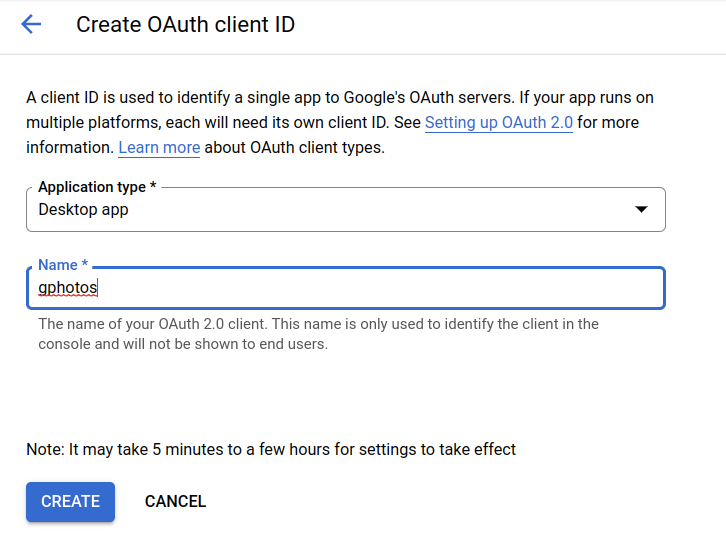 Create OAuth client ID
A client ID is used to identify a single app to Google's OAuth servers. If your app runs on
multiple platforms, each will need its own client ID. See Setting up OAuth 2.0 for more
information. Learn more about OAuth client types.
Application type *
Desktop app
Name *
gphotos
The name of your OAuth 2.0 client. This name is only used to identify the client in the
console and will not be shown to end users.
Note: It may take 5 minutes to a few hours for settings to take effect
CREATE CANCEL